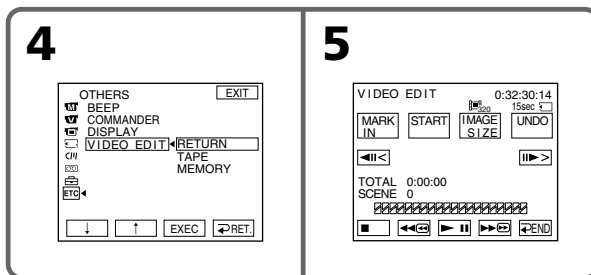 4
OTHERS EXIT
BEEP
COMMANDER
DISPLAY
VIDEO EDIT RETURN
TAPE
MEMORY
ETC
↓ ↑ EXEC RET.
5
VIDEO EDIT 0:32:30:14
320 15sec
MARK IN START IMAGE SIZE UNDO
TOTAL 0:00:00
SCENE 0
END